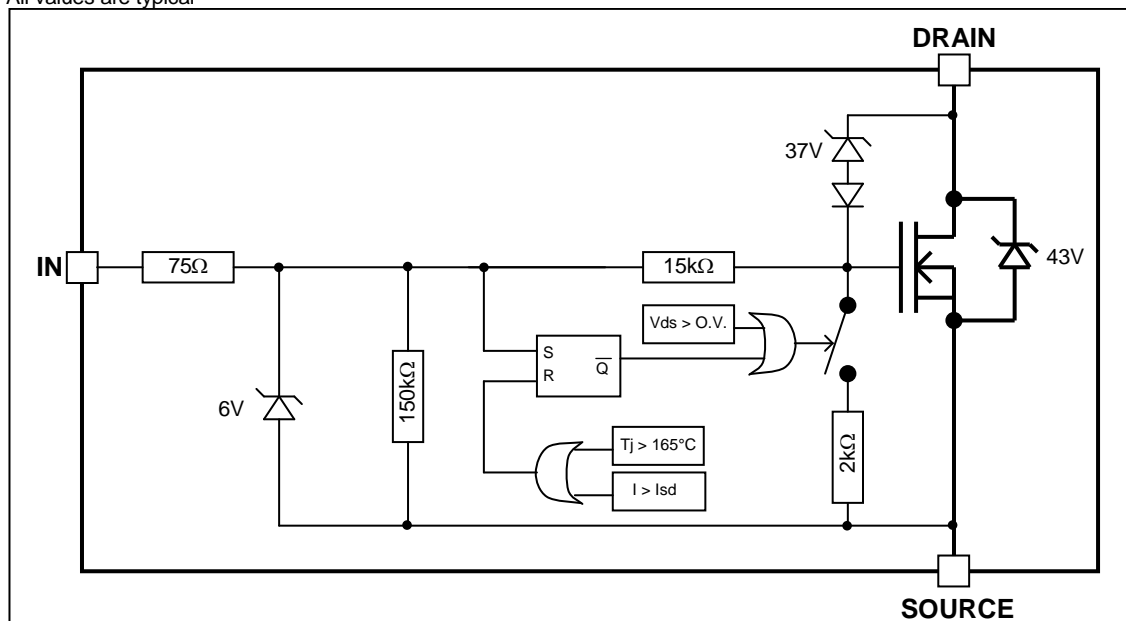 All values are typical
DRAIN
37V
IN
75Ω
15kΩ
43V
Vds > O.V.
S
R
Q
150kΩ
6V
Tj > 165°C
I > Isd
2kΩ
SOURCE